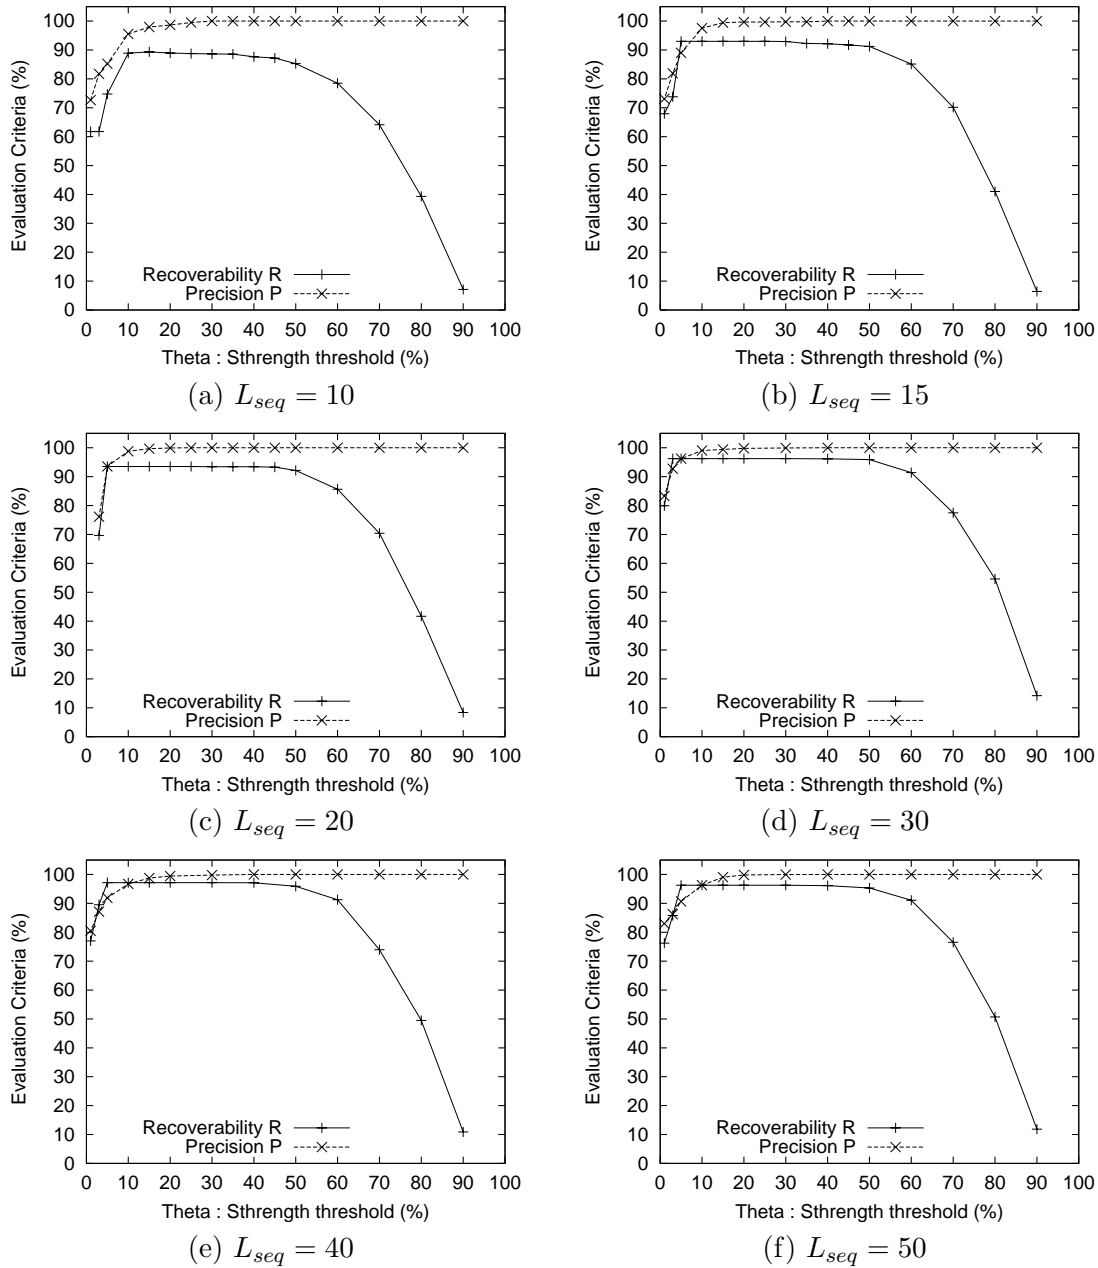 100
90
80
70
60
50
40
30
20
10
0
Evaluation Criteria (%)
Recoverability R
Precision P
0 10 20 30 40 50 60 70 80 90 100
Theta : Sthrength threshold (%)
(a) L_seq = 10
100
90
80
70
60
50
40
30
20
10
0
Evaluation Criteria (%)
Recoverability R
Precision P
0 10 20 30 40 50 60 70 80 90 100
Theta : Sthrength threshold (%)
(b) L_seq = 15
100
90
80
70
60
50
40
30
20
10
0
Evaluation Criteria (%)
Recoverability R
Precision P
0 10 20 30 40 50 60 70 80 90 100
Theta : Sthrength threshold (%)
(c) L_seq = 20
100
90
80
70
60
50
40
30
20
10
0
Evaluation Criteria (%)
Recoverability R
Precision P
0 10 20 30 40 50 60 70 80 90 100
Theta : Sthrength threshold (%)
(d) L_seq = 30
100
90
80
70
60
50
40
30
20
10
0
Evaluation Criteria (%)
Recoverability R
Precision P
0 10 20 30 40 50 60 70 80 90 100
Theta : Sthrength threshold (%)
(e) L_seq = 40
100
90
80
70
60
50
40
30
20
10
0
Evaluation Criteria (%)
Recoverability R
Precision P
0 10 20 30 40 50 60 70 80 90 100
Theta : Sthrength threshold (%)
(f) L_seq = 50